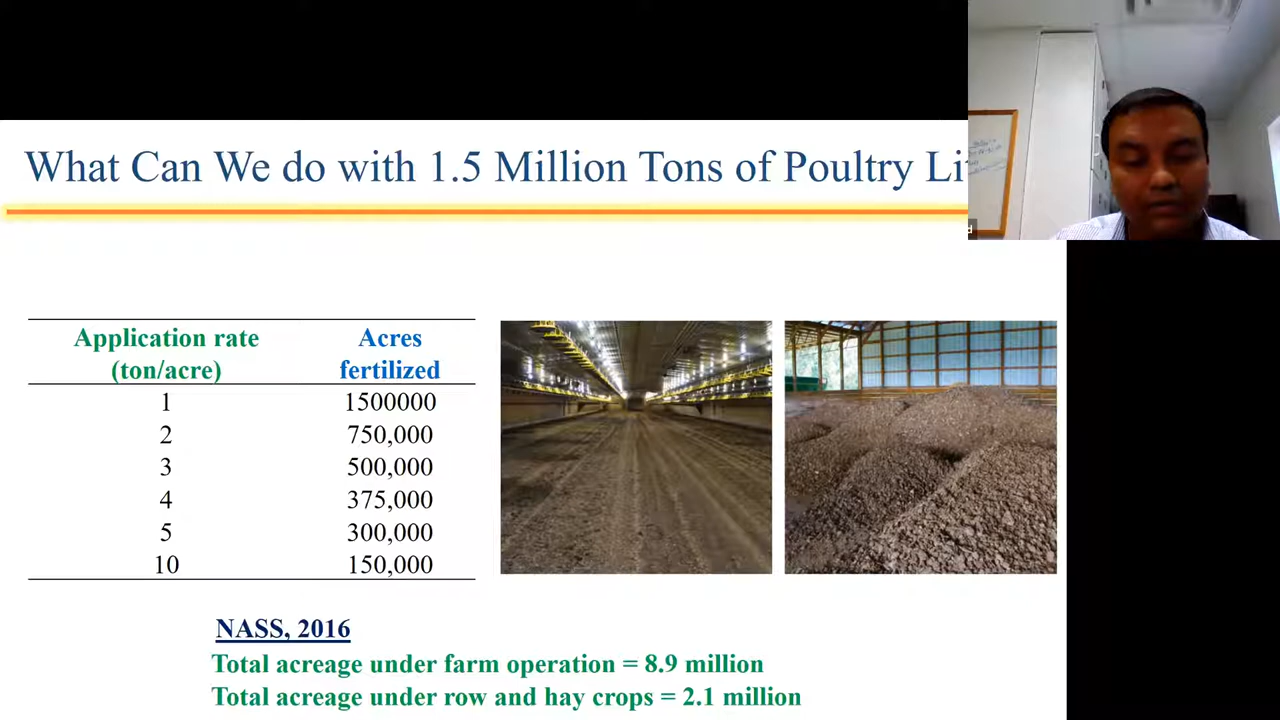 What Can We do with 1.5 Million Tons of Poultry
Application rate (ton/acre) Acres fertilized
1 1500000
2 750,000
3 500,000
4 375,000
5 300,000
10 150,000
NASS, 2016
Total acreage under farm operation = 8.9 million
Total acreage under row and hay crops = 2.1 million